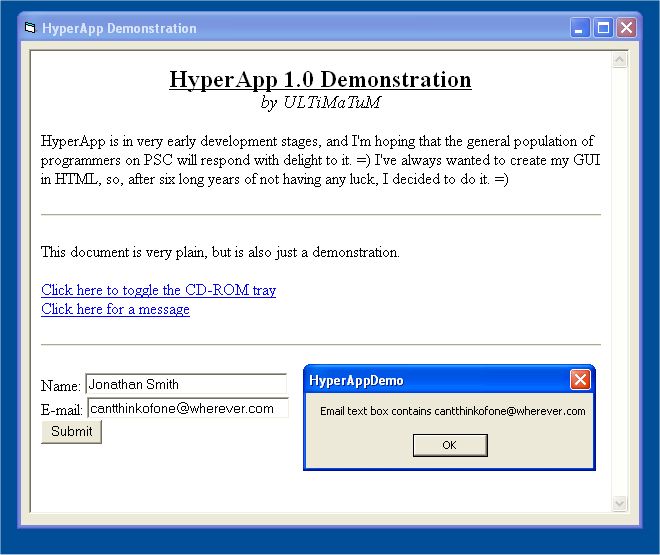 HyperApp Demonstration
HyperApp 1.0 Demonstration
by ULTiMaTuM
HyperApp is in very early development stages, and I'm hoping that the general population of
programmers on PSC will respond with delight to it. =) I've always wanted to create my GUI
in HTML, so, after six long years of not having any luck, I decided to do it. =)
This document is very plain, but is also just a demonstration.
Click here to toggle the CD-ROM tray
Click here for a message
Name: Jonathan Smith
E-mail: cantthinkofone@wherever.com
Submit
HyperAppDemo
Email text box contains cantthinkofone@wherever.com
OK